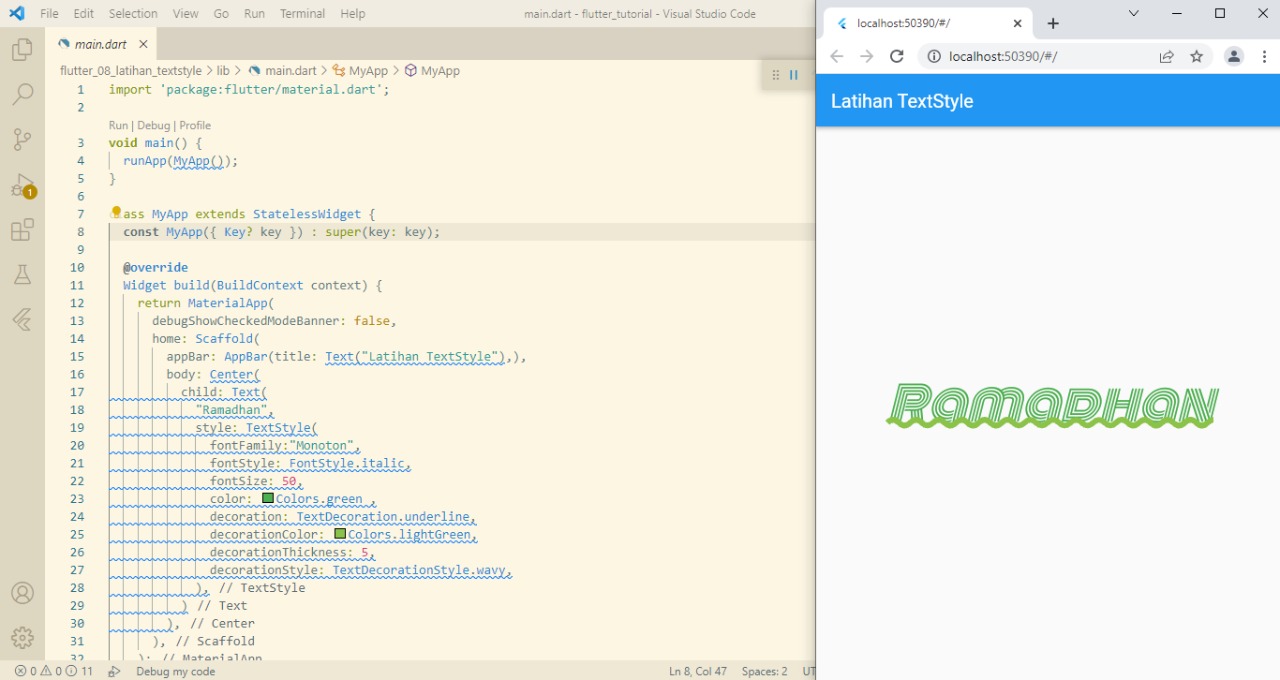 File Edit Selection View Go Run Terminal Help
main.dart - flutter_tutorial - Visual Studio Code
main.dart
flutter_08_latihan_textstyle > lib > main.dart > MyApp > MyApp
1 import 'package:flutter/material.dart';
2
Run | Debug | Profile
3 void main() {
4 runApp(MyApp());
5 }
6
7 ass MyApp extends StatelessWidget {
8 const MyApp({ Key? key }) : super(key: key);
9
10 @override
11 Widget build(BuildContext context) {
12 return MaterialApp(
13 debugShowCheckedModeBanner: false,
14 home: Scaffold(
15 appBar: AppBar(title: Text("Latihan TextStyle"),),
16 body: Center(
17 child: Text(
18 "Ramadhan",
19 style: TextStyle(
20 fontFamily:"Monoton",
21 fontStyle: FontStyle.italic,
22 fontSize: 50,
23 color: Colors.green ,
24 decoration: TextDecoration.underline,
25 decorationColor: Colors.lightGreen,
26 decorationThickness: 5,
27 decorationStyle: TextDecorationStyle.wavy,
28 ), // TextStyle
29 ) // Text
30 ), // Center
31 ), // Scaffold
32 ); // MaterialApp
1
0 0 11 Debug my code
Ln 8, Col 47 Spaces: 2 UT
localhost:50390/#/
localhost:50390/#/
Latihan TextStyle
Ramadhan